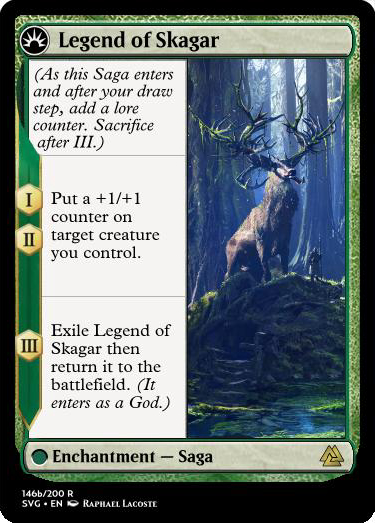 Legend of Skagar
(As this Saga enters
and after your draw
step, add a lore
counter. Sacrifice
after III.)
I
II
Put a +1/+1
counter on
target creature
you control.
III
Exile Legend of
Skagar then
return it to the
battlefield. (It
enters as a God.)
Enchantment — Saga
146b/200 R
SVG • EN Raphael Lacoste